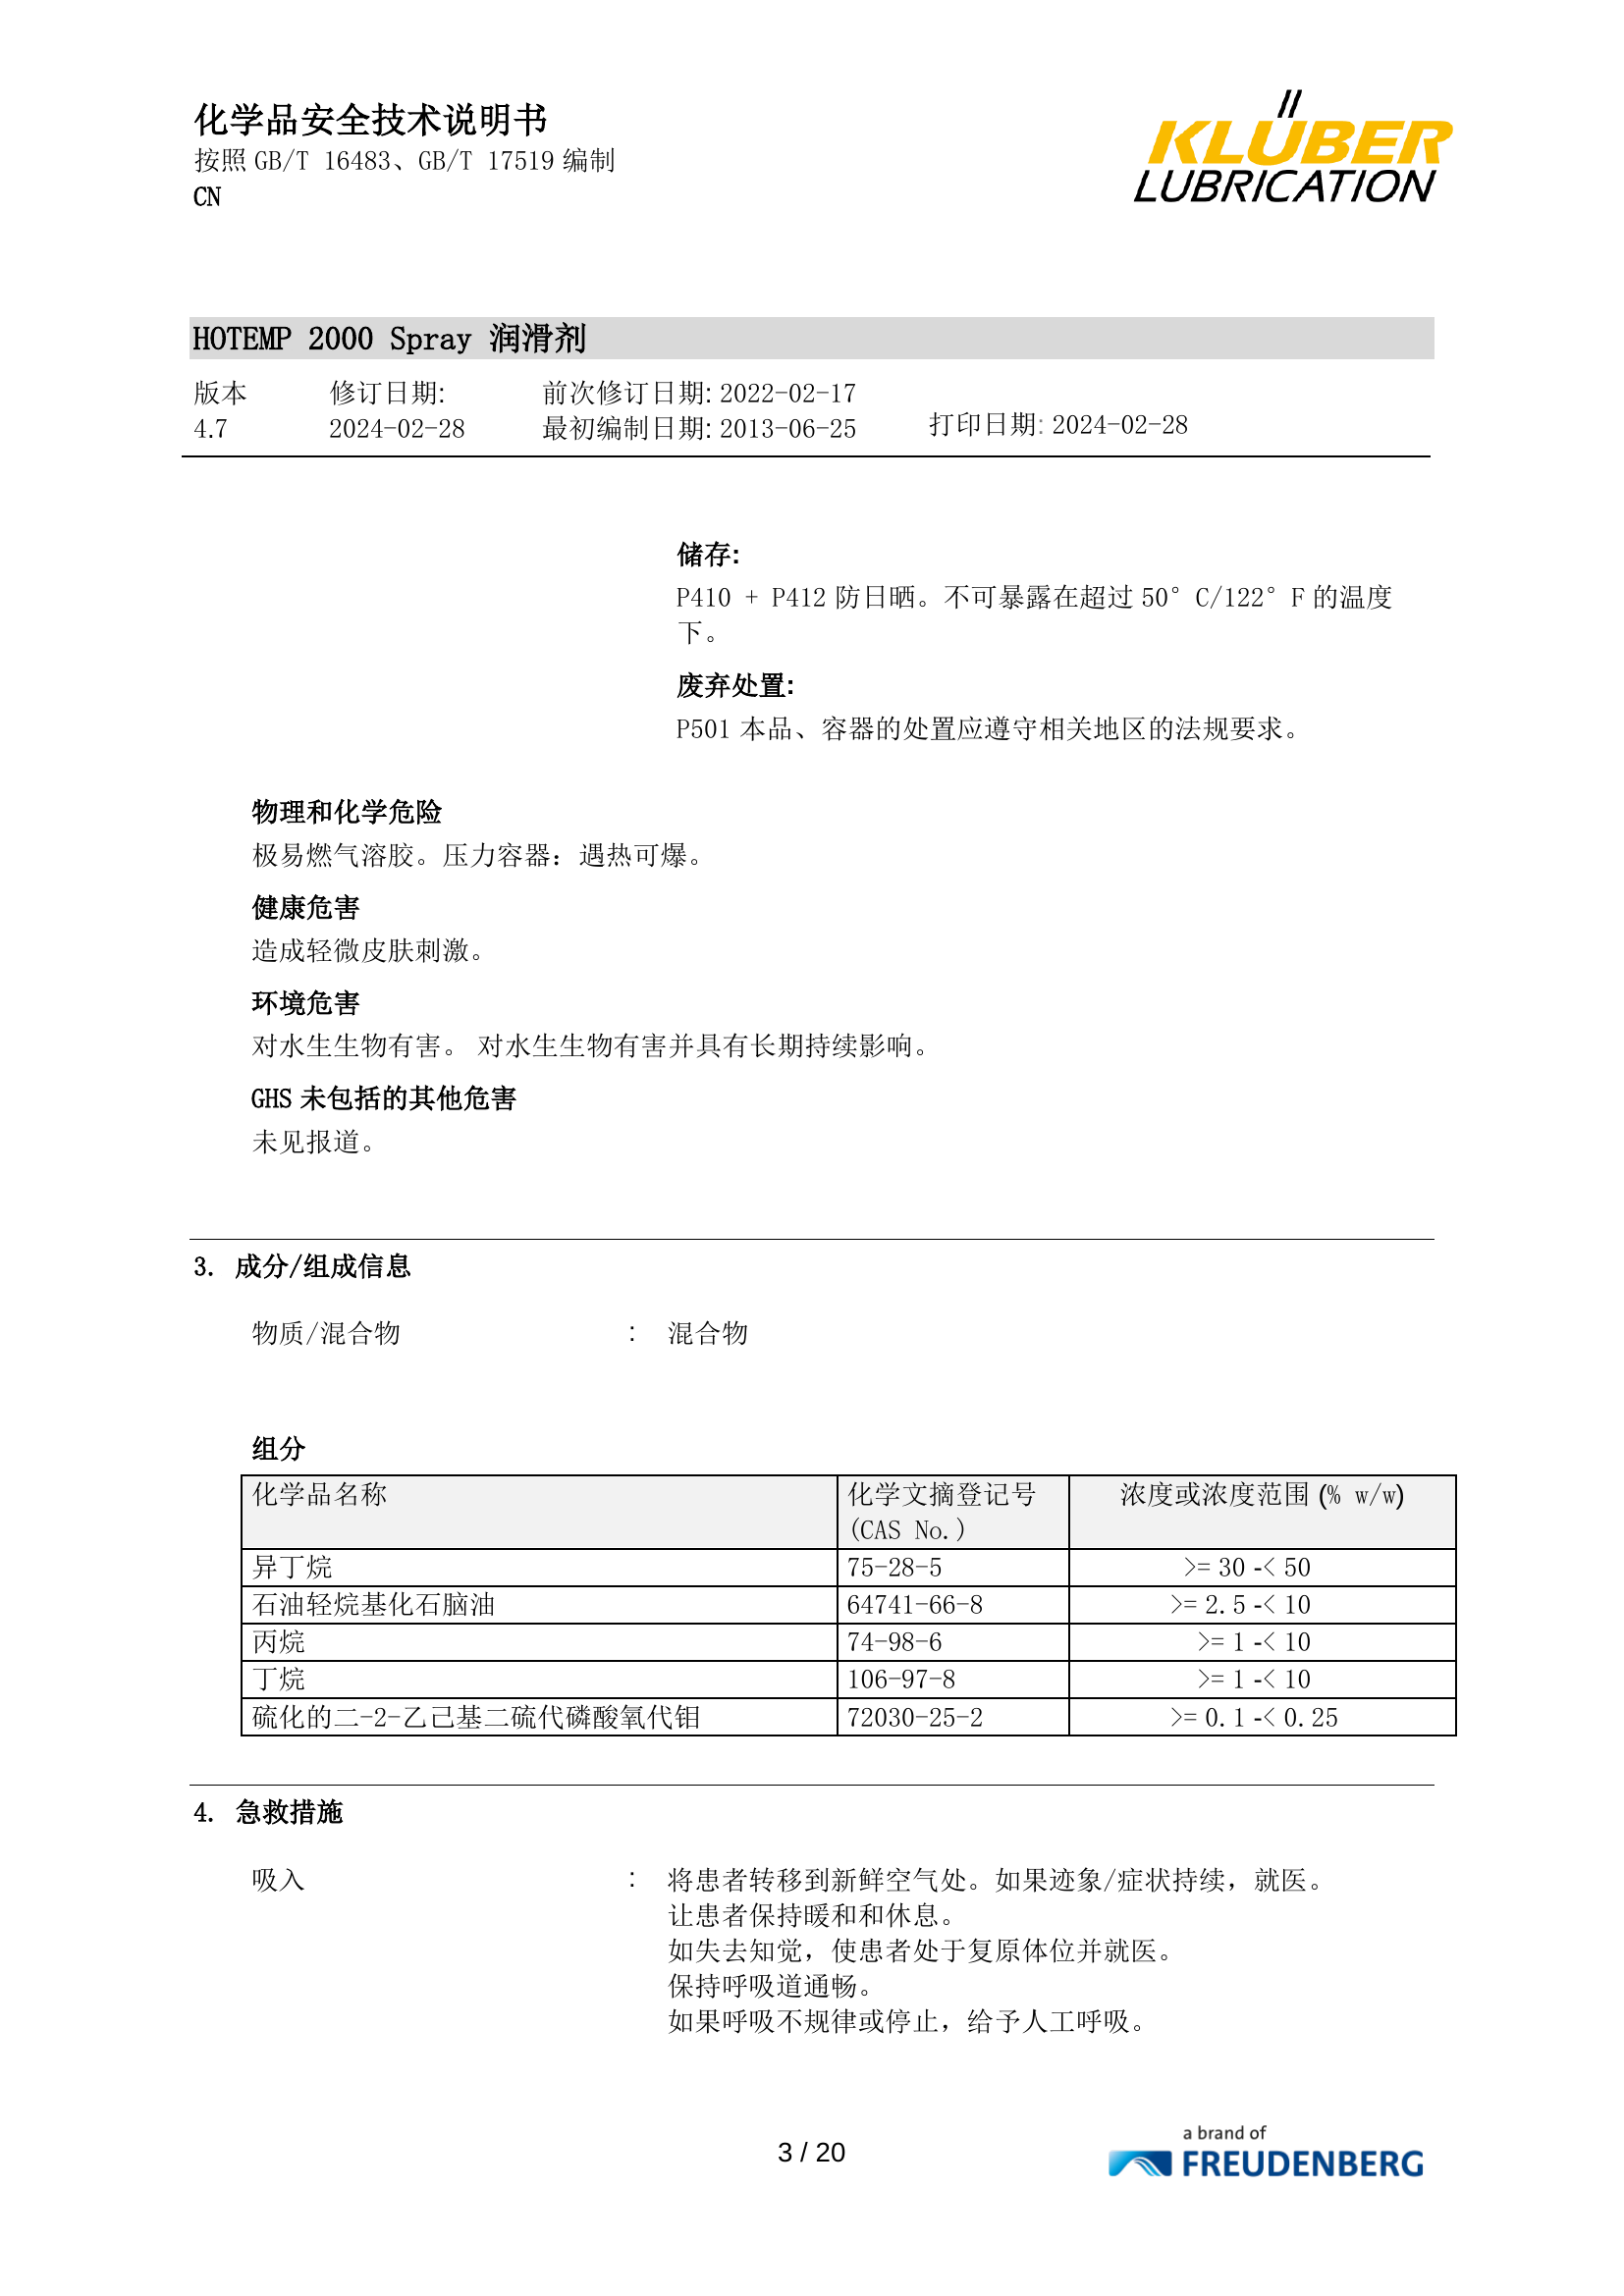 化学品安全技术说明书
按照 GB/T 16483、GB/T 17519 编制
CN
KLÜBER
LUBRICATION
HOTEMP 2000 Spray 润滑剂
版本 修订日期: 前次修订日期: 2022-02-17
4.7 2024-02-28 最初编制日期: 2013-06-25 打印日期: 2024-02-28
储存:
P410 + P412 防日晒。不可暴露在超过 50°C/122°F 的温度
下。
废弃处置:
P501 本品、容器的处置应遵守相关地区的法规要求。
物理和化学危险
极易燃气溶胶。压力容器：遇热可爆。
健康危害
造成轻微皮肤刺激。
环境危害
对水生生物有害。 对水生生物有害并具有长期持续影响。
GHS 未包括的其他危害
未见报道。
3. 成分/组成信息
物质/混合物 : 混合物
组分
化学品名称 化学文摘登记号 浓度或浓度范围 (% w/w)
(CAS No.)
异丁烷 75-28-5 >= 30 -< 50
石油轻烷基化石脑油 64741-66-8 >= 2.5 -< 10
丙烷 74-98-6 >= 1 -< 10
丁烷 106-97-8 >= 1 -< 10
硫化的二-2-乙己基二硫代磷酸氧代钼 72030-25-2 >= 0.1 -< 0.25
4. 急救措施
吸入 : 将患者转移到新鲜空气处。如果迹象/症状持续，就医。
让患者保持暖和和休息。
如失去知觉，使患者处于复原体位并就医。
保持呼吸道通畅。
如果呼吸不规律或停止，给予人工呼吸。
3 / 20
a brand of
FREUDENBERG